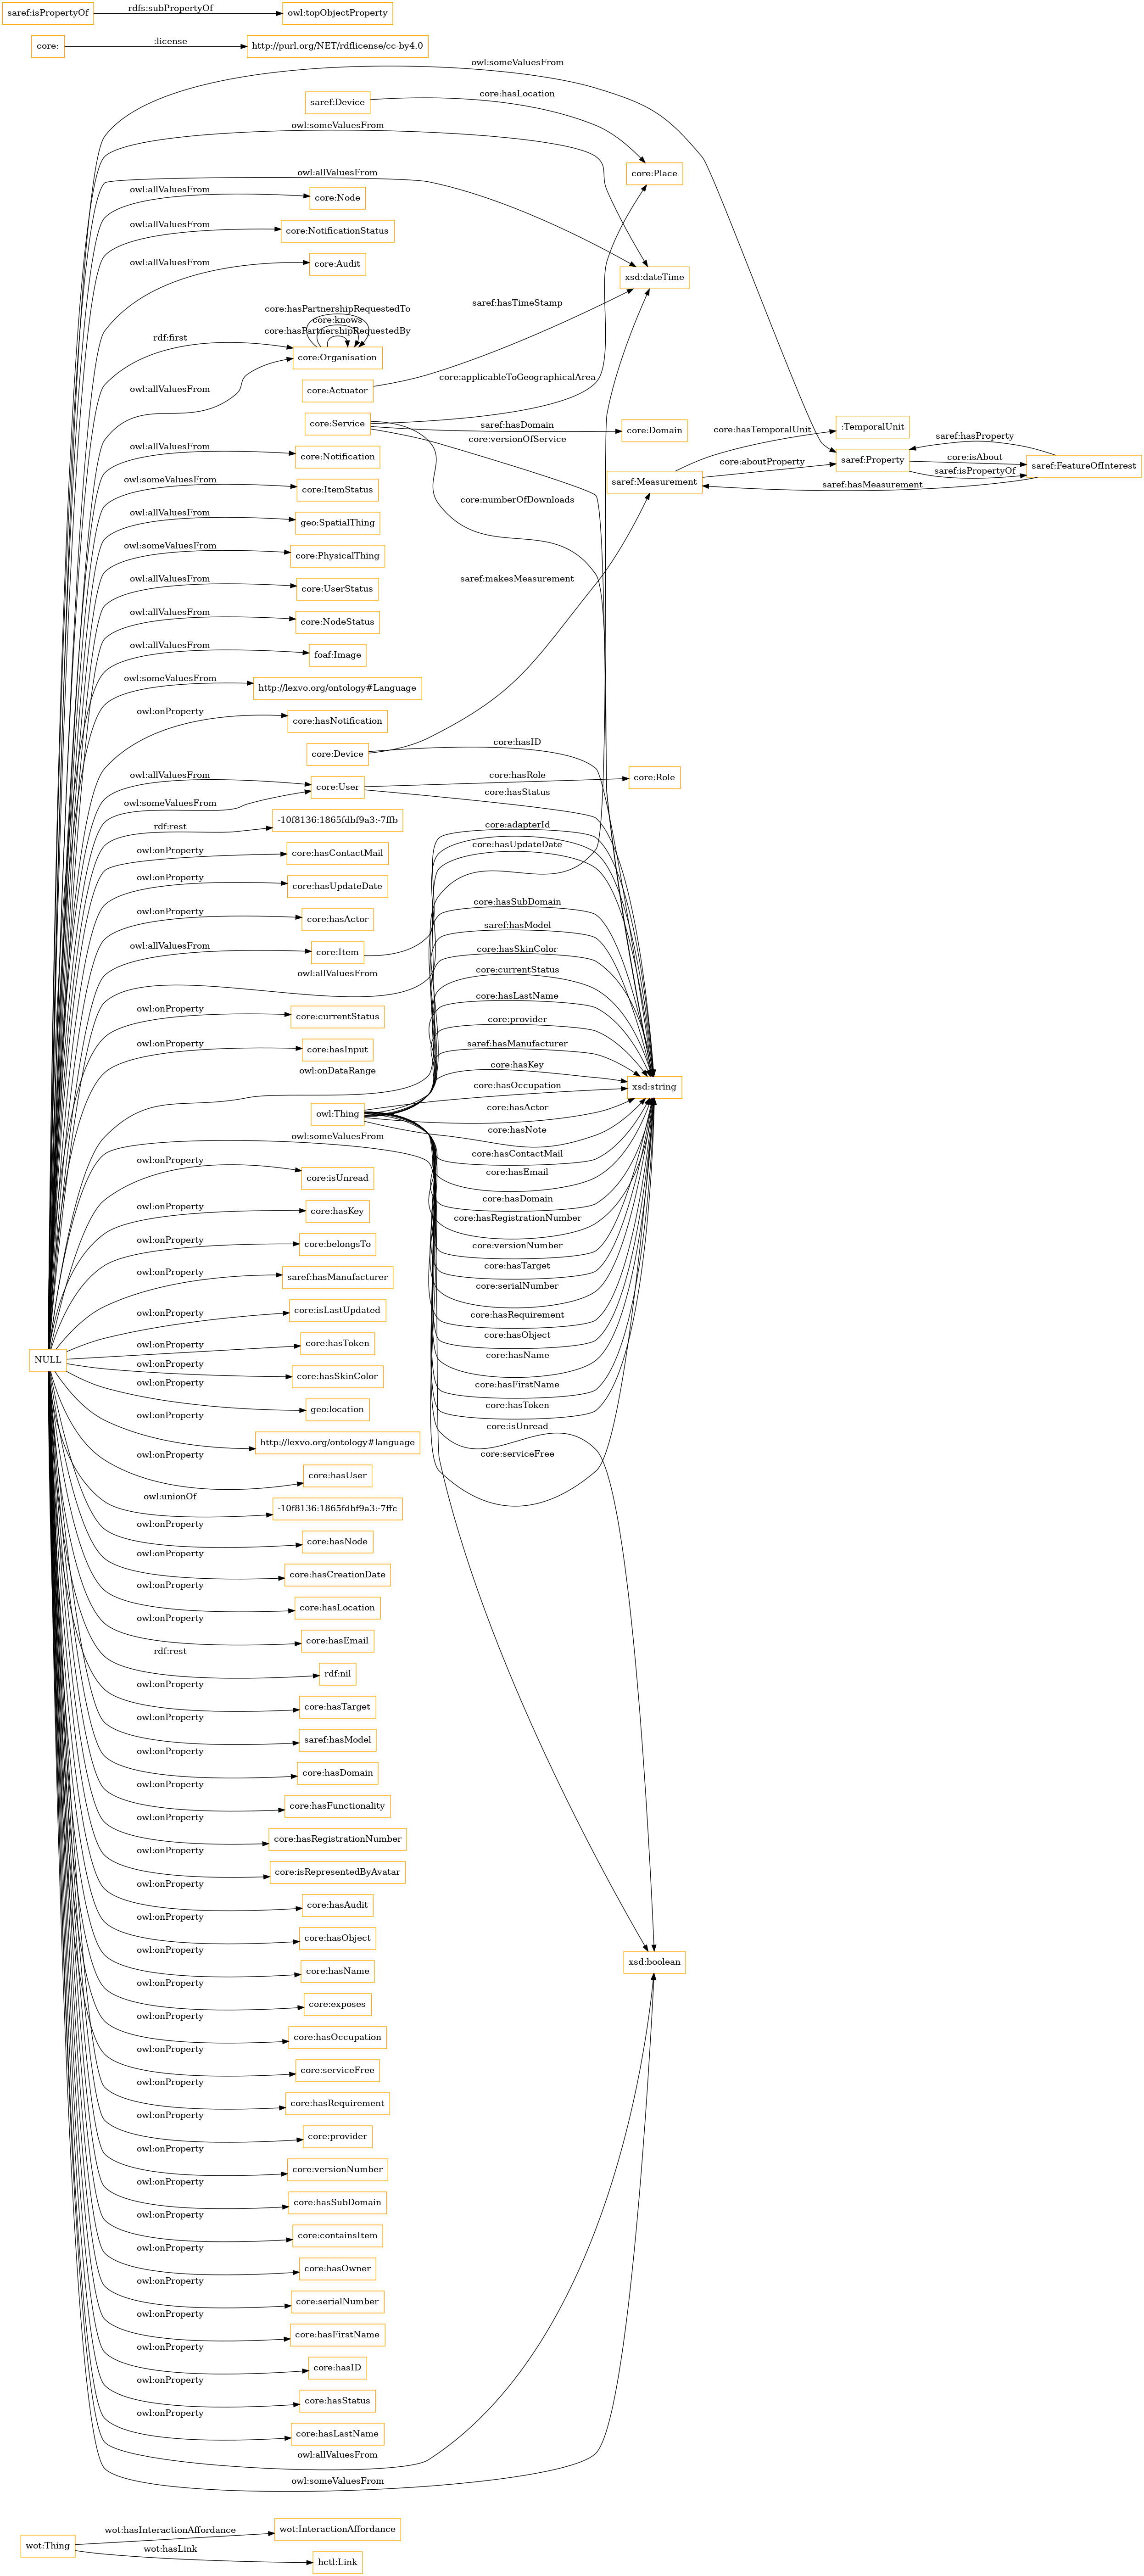 saref:isPropertyOf
rdfs:subPropertyOf
owl:topObjectProperty
core:
:license
http://purl.org/NET/rdflicense/cc-by4.0
owl:someValuesFrom
saref:Device
core:hasLocation
owl:someValuesFrom
core:Place
owl:allValuesFrom
owl:allValuesFrom
core:Node
owl:allValuesFrom
core:NotificationStatus
owl:allValuesFrom
core:Audit
xsd:dateTime
saref:hasTimeStamp
core:hasPartnershipRequestedTo
core:knows
core:hasPartnershipRequestedBy
rdf:first
core:Organisation
owl:allValuesFrom
core:Actuator
core:applicableToGeographicalArea
core:Service
saref:hasDomain
core:Domain
core:versionOfService
core:hasTemporalUnit
:TemporalUnit
saref:hasProperty
owl:allValuesFrom
core:Notification
core:aboutProperty
saref:Property
core:isAbout
saref:FeatureOfInterest
saref:isPropertyOf
saref:Measurement
saref:hasMeasurement
owl:someValuesFrom
core:ItemStatus
core:numberOfDownloads
owl:allValuesFrom
geo:SpatialThing
owl:someValuesFrom
core:PhysicalThing
owl:allValuesFrom
core:UserStatus
saref:makesMeasurement
owl:allValuesFrom
core:NodeStatus
owl:allValuesFrom
foaf:Image
owl:someValuesFrom
http://lexvo.org/ontology#Language
owl:onProperty
core:hasNotification
core:Device
core:hasID
owl:allValuesFrom
core:User
core:hasRole
core:Role
core:hasStatus
owl:someValuesFrom
rdf:rest
-10f8136:1865fdbf9a3:-7ffb
core:adapterId
owl:onProperty
core:hasContactMail
core:hasUpdateDate
owl:onProperty
core:hasUpdateDate
owl:onProperty
core:hasActor
core:hasSubDomain
owl:allValuesFrom
core:Item
saref:hasModel
core:hasSkinColor
owl:allValuesFrom
core:currentStatus
owl:onProperty
core:currentStatus
core:hasLastName
core:provider
owl:onProperty
core:hasInput
saref:hasManufacturer
owl:onDataRange
core:hasKey
xsd:string
core:hasOccupation
owl:Thing
core:hasActor
core:hasNote
owl:someValuesFrom
core:hasContactMail
owl:onProperty
core:isUnread
core:hasEmail
core:hasDomain
owl:onProperty
core:hasKey
core:hasRegistrationNumber
owl:onProperty
core:belongsTo
core:versionNumber
core:hasTarget
owl:onProperty
saref:hasManufacturer
core:serialNumber
owl:onProperty
core:isLastUpdated
core:hasRequirement
core:hasObject
owl:onProperty
core:hasToken
core:hasName
NULL
owl:onProperty
core:hasSkinColor
core:hasFirstName
owl:onProperty
geo:location
core:hasToken
owl:onProperty
core:isUnread
http://lexvo.org/ontology#language
core:serviceFree
owl:onProperty
core:hasUser
owl:unionOf
-10f8136:1865fdbf9a3:-7ffc
owl:onProperty
core:hasNode
owl:onProperty
core:hasCreationDate
owl:onProperty
core:hasLocation
owl:onProperty
core:hasEmail
rdf:rest
rdf:nil
owl:onProperty
core:hasTarget
owl:onProperty
saref:hasModel
owl:onProperty
core:hasDomain
owl:onProperty
core:hasFunctionality
owl:onProperty
core:hasRegistrationNumber
owl:onProperty
core:isRepresentedByAvatar
owl:onProperty
core:hasAudit
owl:onProperty
core:hasObject
owl:onProperty
xsd:boolean
core:hasName
owl:onProperty
core:exposes
owl:onProperty
core:hasOccupation
owl:onProperty
core:serviceFree
owl:onProperty
core:hasRequirement
owl:onProperty
core:provider
owl:onProperty
core:versionNumber
owl:onProperty
core:hasSubDomain
owl:onProperty
core:containsItem
owl:onProperty
core:hasOwner
owl:onProperty
core:serialNumber
owl:onProperty
core:hasFirstName
owl:onProperty
core:hasID
owl:onProperty
core:hasStatus
owl:onProperty
core:hasLastName
owl:allValuesFrom
owl:someValuesFrom
wot:hasInteractionAffordance
wot:InteractionAffordance
wot:Thing
wot:hasLink
hctl:Link